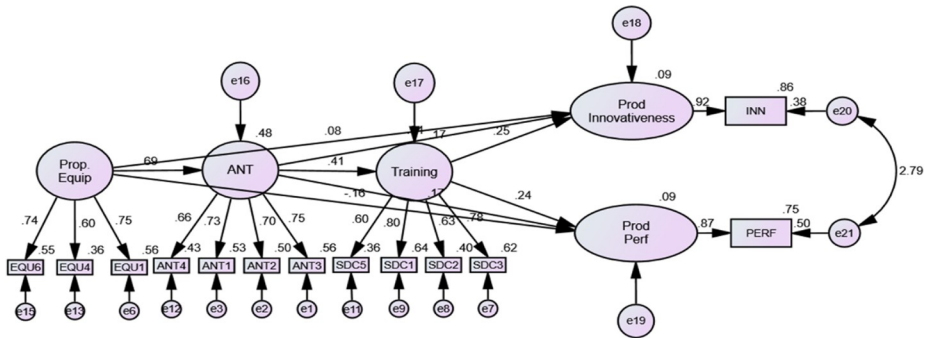 e18
e16
e17
.09
.86
Prod
Innovativeness
.92
INN
.38
e20
.48
.08
.17
.25
Prop.
Equip
.69
ANT
.41
Training
2.79
-.16
.17
.24
.09
Prod
Perf
.87
.75
PERF
.50
e21
.74
.60
.75
.66
.73
.70
.75
.60
.80
.63
.78
.55
.36
.56
.43
.53
.50
.56
.36
.64
.40
.62
EQU6
EQU4
EQU1
ANT4
ANT1
ANT2
ANT3
SDC5
SDC1
SDC2
SDC3
e15
e13
e6
e12
e3
e2
e1
e11
e9
e8
e7
e19